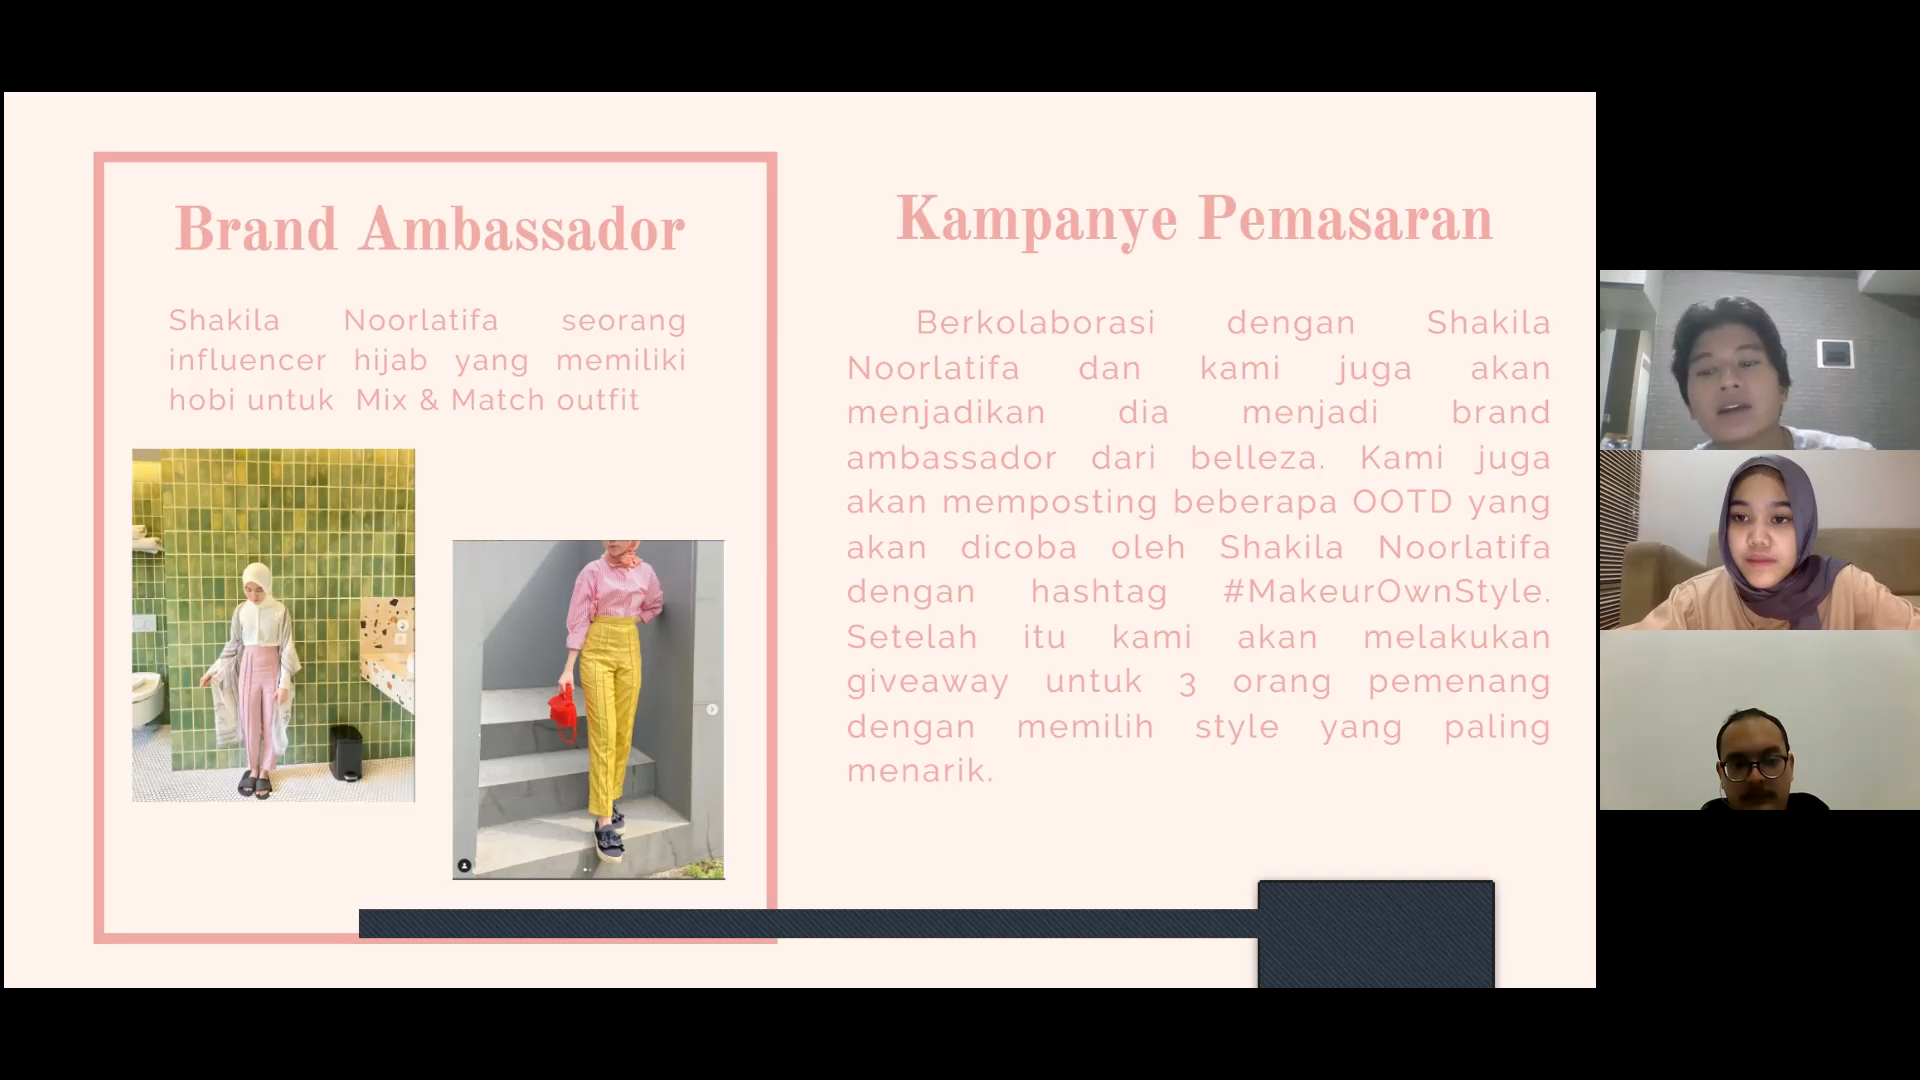 Brand Ambassador
Shakila Noorlatifa seorang
influencer hijab yang memiliki
hobi untuk Mix & Match outfit
Kampanye Pemasaran
Berkolaborasi dengan Shakila
Noorlatifa dan kami juga akan
menjadikan dia menjadi brand
ambassador dari belleza. Kami juga
akan memposting beberapa OOTD yang
akan dicoba oleh Shakila Noorlatifa
dengan hashtag #MakeurOwnStyle.
Setelah itu kami akan melakukan
giveaway untuk 3 orang pemenang
dengan memilih style yang paling
menarik.